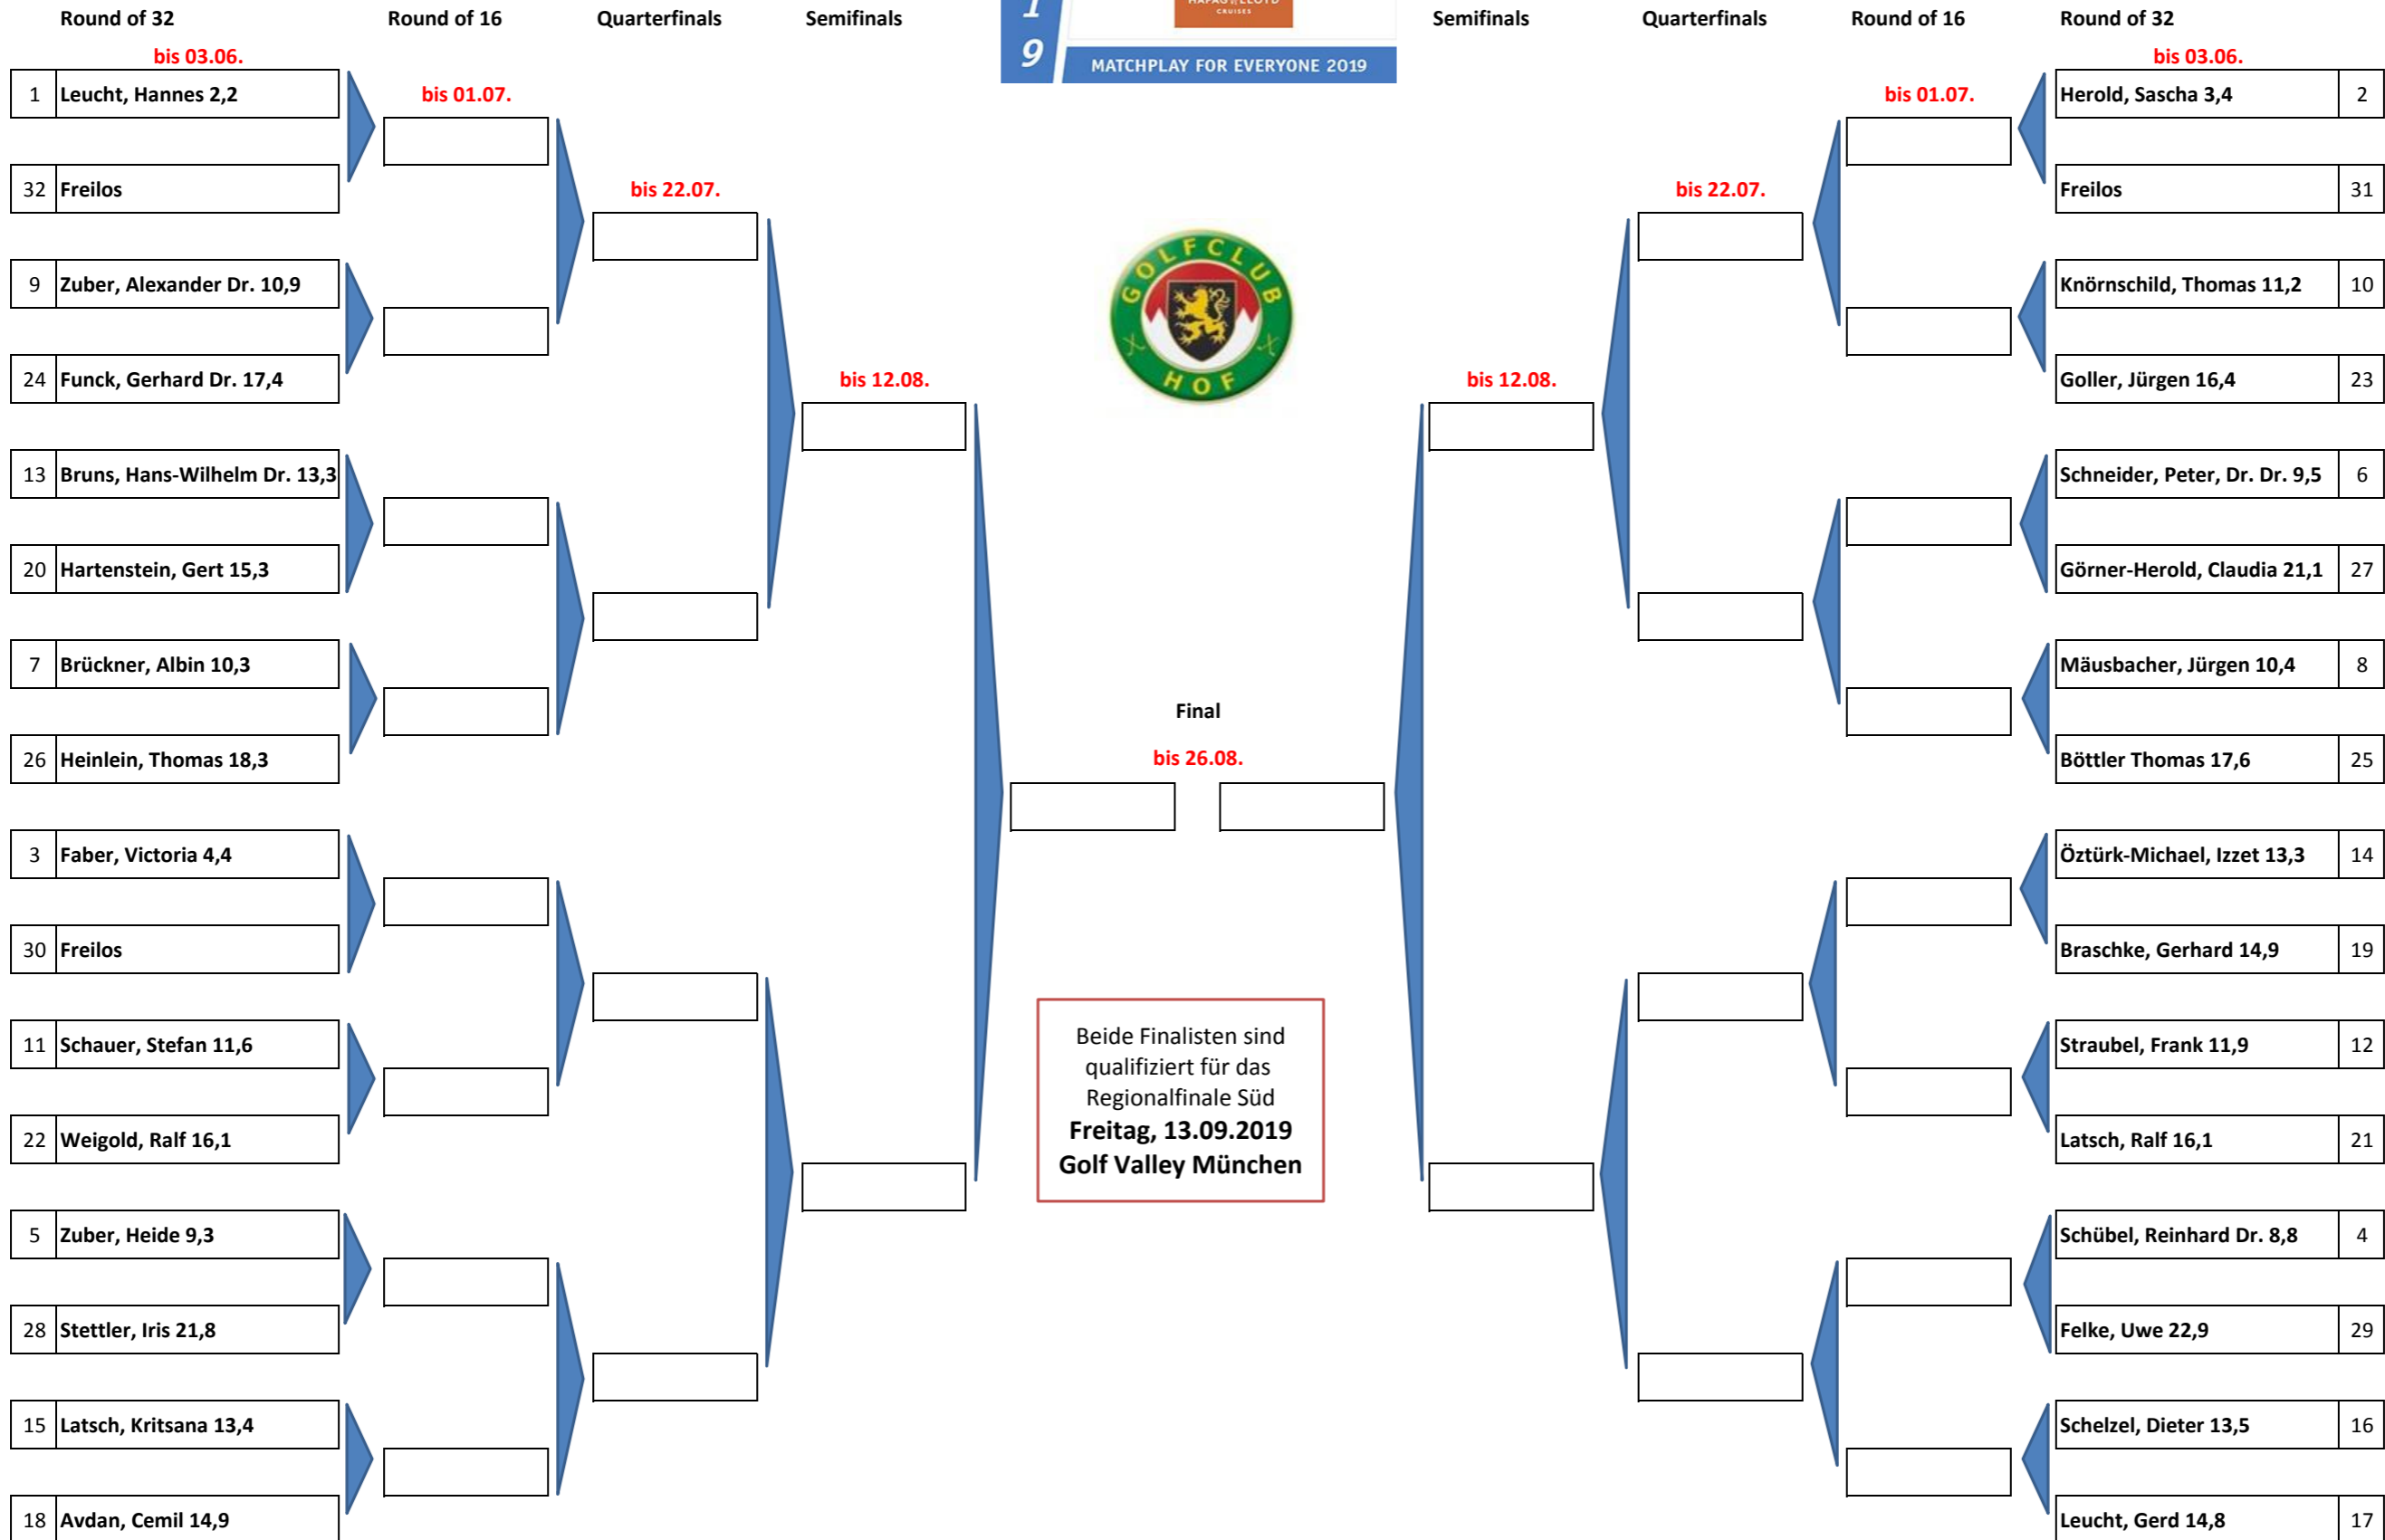 Round of 32 Round of 16 Quarterfinals Semifinals Semifinals Quarterfinals Round of 16 Round of 32
1
9
HAPAG-LLOYD
CRUISES
MATCHPLAY FOR EVERYONE 2019
bis 03.06. bis 03.06.
1 Leucht, Hannes 2,2 bis 01.07. bis 01.07. Herold, Sascha 3,4 2
32 Freilos bis 22.07. bis 22.07. Freilos 31
GOLFCLUB
HOF
9 Zuber, Alexander Dr. 10,9 Knörnschild, Thomas 11,2 10
24 Funck, Gerhard Dr. 17,4 bis 12.08. bis 12.08. Goller, Jürgen 16,4 23
13 Bruns, Hans-Wilhelm Dr. 13,3 Schneider, Peter, Dr. Dr. 9,5 6
20 Hartenstein, Gert 15,3 Görner-Herold, Claudia 21,1 27
7 Brückner, Albin 10,3 Mäusbacher, Jürgen 10,4 8
Final
26 Heinlein, Thomas 18,3 bis 26.08. Böttler Thomas 17,6 25
3 Faber, Victoria 4,4 Öztürk-Michael, Izzet 13,3 14
30 Freilos Braschke, Gerhard 14,9 19
11 Schauer, Stefan 11,6 Straubel, Frank 11,9 12
Beide Finalisten sind
qualifiziert für das
Regionalfinale Süd
Freitag, 13.09.2019
Golf Valley München
22 Weigold, Ralf 16,1 Latsch, Ralf 16,1 21
5 Zuber, Heide 9,3 Schübel, Reinhard Dr. 8,8 4
28 Stettler, Iris 21,8 Felke, Uwe 22,9 29
15 Latsch, Kritsana 13,4 Schelzel, Dieter 13,5 16
18 Avdan, Cemil 14,9 Leucht, Gerd 14,8 17